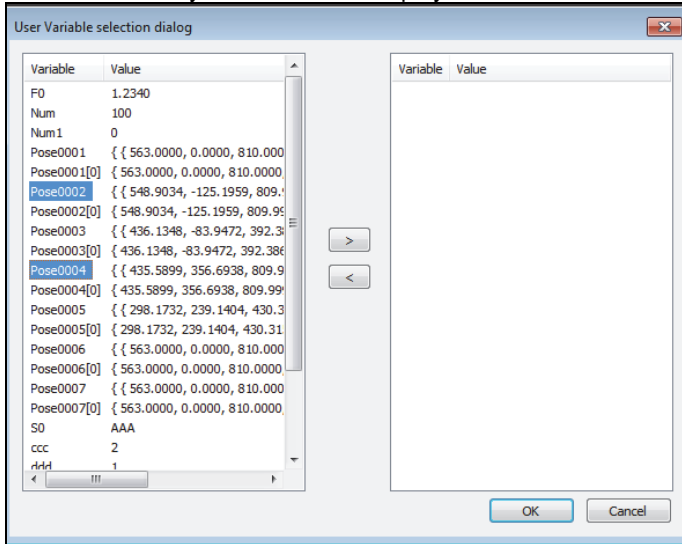 User Variable selection dialog
Variable Value
Variable Value
F0 1.2340
Num 100
Num1 0
Pose0001 { { 563.0000, 0.0000, 810.000
Pose0001[0] { 563.0000, 0.0000, 810.0000
Pose0002 { { 548.9034, -125.1959, 809.
Pose0002[0] { 548.9034, -125.1959, 809.99
Pose0003 { { 436.1348, -83.9472, 392.3
Pose0003[0] { 436.1348, -83.9472, 392.386
Pose0004 { { 435.5899, 356.6938, 809.9
Pose0004[0] { 435.5899, 356.6938, 809.99
Pose0005 { { 298.1732, 239.1404, 430.3
Pose0005[0] { 298.1732, 239.1404, 430.31
Pose0006 { { 563.0000, 0.0000, 810.000
Pose0006[0] { 563.0000, 0.0000, 810.0000
Pose0007 { { 563.0000, 0.0000, 810.000
Pose0007[0] { 563.0000, 0.0000, 810.0000
S0 AAA
ccc 2
ddd 1
>
<
OK Cancel